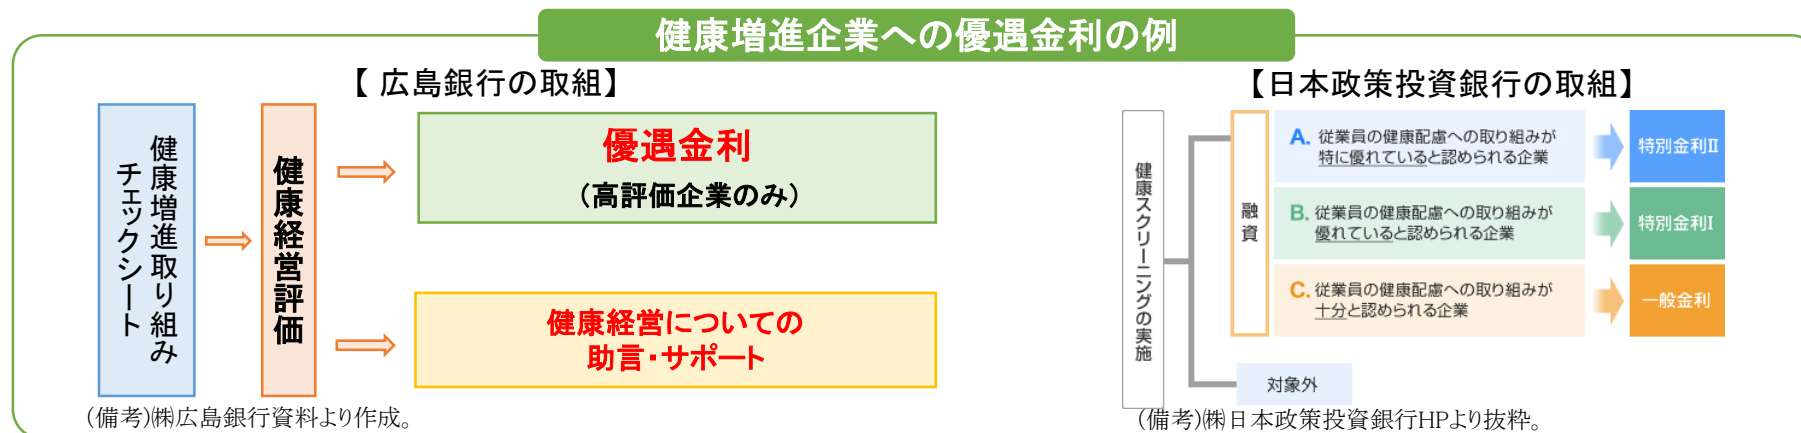 健康増進企業への優遇金利の例
【 広島銀行の取組】
健康増進取り組み
チェックシート
健康経営評価
優遇金利
(高評価企業のみ)
健康経営についての
助言・サポート
(備考)㈱広島銀行資料より作成。
【日本政策投資銀行の取組】
健康スクリーニングの実施
融資
A. 従業員の健康配慮への取り組みが
特に優れていると認められる企業
特別金利Ⅱ
B. 従業員の健康配慮への取り組みが
優れていると認められる企業
特別金利Ⅰ
C. 従業員の健康配慮への取り組みが
十分と認められる企業
一般金利
対象外
(備考)㈱日本政策投資銀行HPより抜粋。